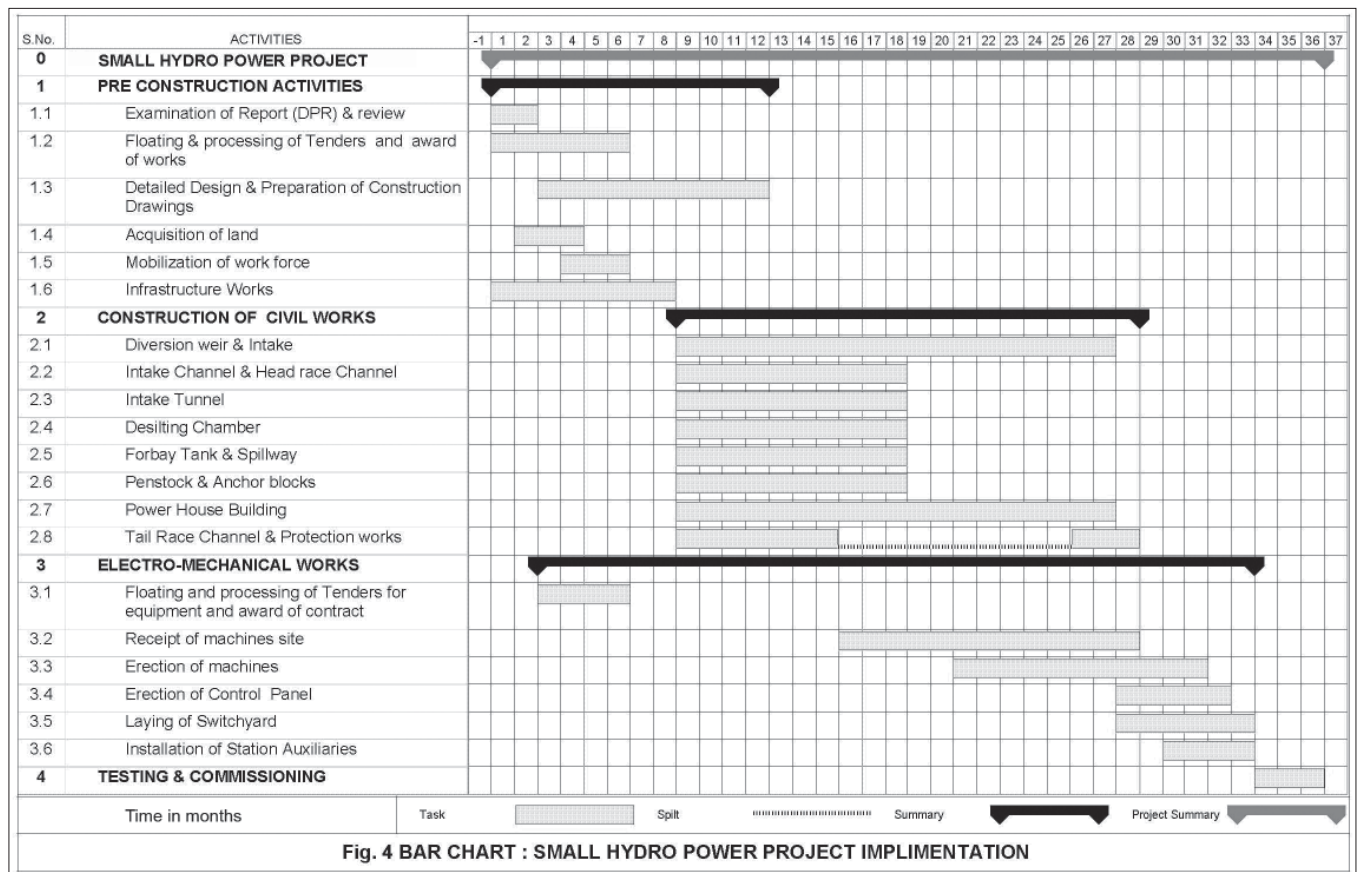 S.No. ACTIVITIES -1 1 2 3 4 5 6 7 8 9 10 11 12 13 14 15 16 17 18 19 20 21 22 23 24 25 26 27 28 29 30 31 32 33 34 35 36 37
0 SMALL HYDRO POWER PROJECT
1 PRE CONSTRUCTION ACTIVITIES
1.1 Examination of Report (DPR) & review
1.2 Floating & processing of Tenders and award
of works
1.3 Detailed Design & Preparation of Construction
Drawings
1.4 Acquisition of land
1.5 Mobilization of work force
1.6 Infrastructure Works
2 CONSTRUCTION OF CIVIL WORKS
2.1 Diversion weir & Intake
2.2 Intake Channel & Head race Channel
2.3 Intake Tunnel
2.4 Desilting Chamber
2.5 Forbay Tank & Spillway
2.6 Penstock & Anchor blocks
2.7 Power House Building
2.8 Tail Race Channel & Protection works
3 ELECTRO-MECHANICAL WORKS
3.1 Floating and processing of Tenders for
equipment and award of contract
3.2 Receipt of machines site
3.3 Erection of machines
3.4 Erection of Control Panel
3.5 Laying of Switchyard
3.6 Installation of Station Auxiliaries
4 TESTING & COMMISSIONING
Time in months Task Spilt Summary Project Summary
Fig. 4 BAR CHART : SMALL HYDRO POWER PROJECT IMPLIMENTATION